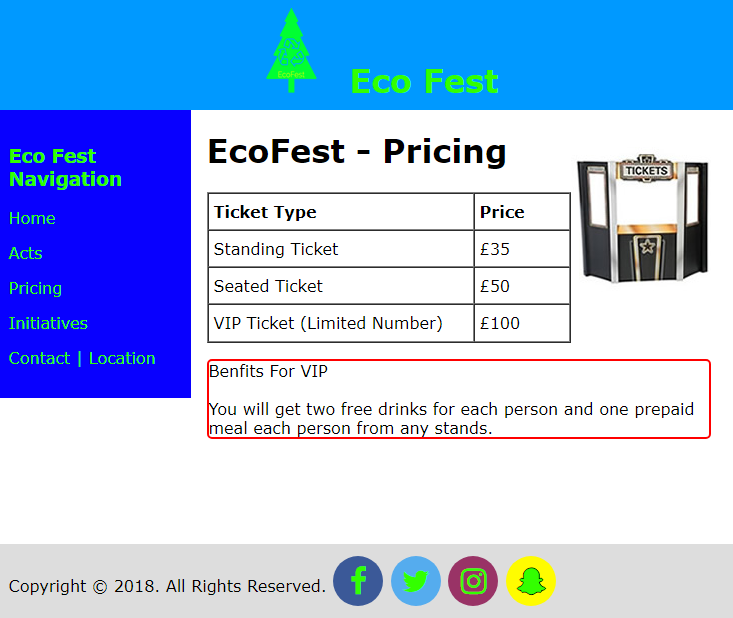 EcoFest
Eco Fest
Eco Fest
Navigation
Home
Acts
Pricing
Initiatives
Contact | Location
EcoFest - Pricing
TICKETS
Ticket Type Price
Standing Ticket £35
Seated Ticket £50
VIP Ticket (Limited Number) £100
Benfits For VIP
You will get two free drinks for each person and one prepaid
meal each person from any stands.
Copyright © 2018. All Rights Reserved.